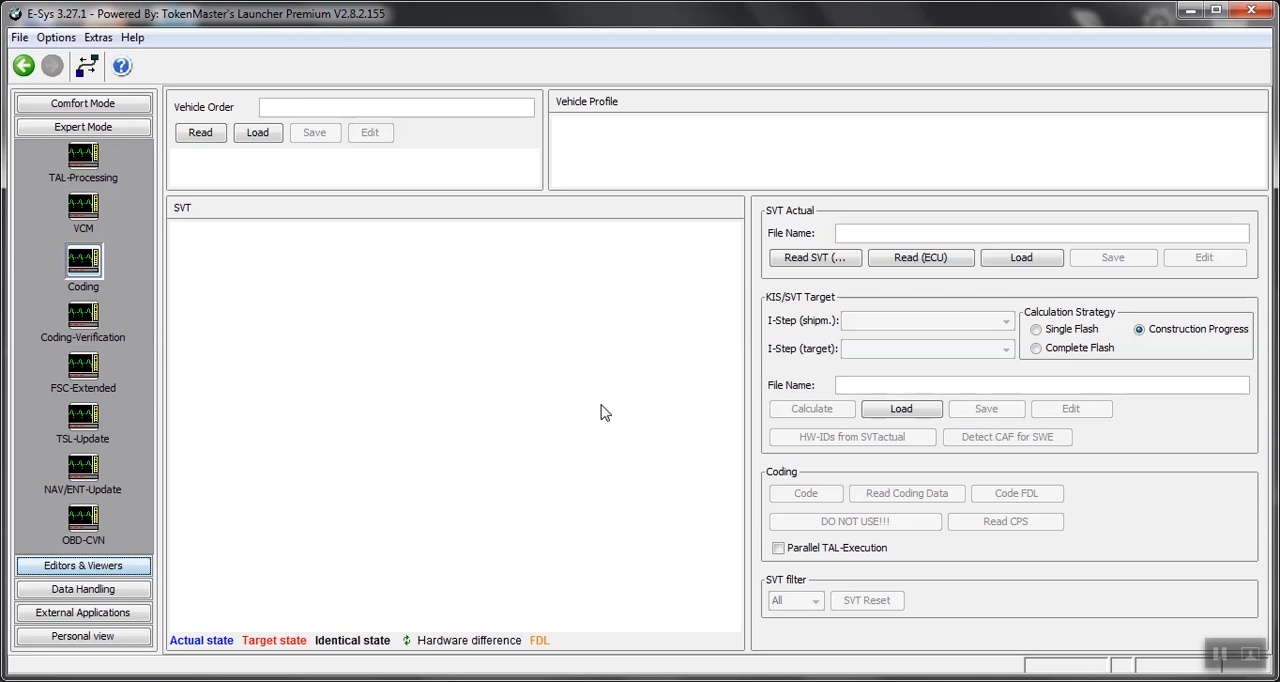 E-Sys 3.27.1 - Powered By: TokenMaster's Launcher Premium V2.8.2.155
File Options Extras Help
Comfort Mode
Expert Mode
TAL-Processing
VCM
Coding
Coding-Verification
FSC-Extended
TSL-Update
NAV/ENT-Update
OBD-CVN
Editors & Viewers
Data Handling
External Applications
Personal view
Vehicle Order
Read Load Save Edit
Vehicle Profile
SVT
Actual state Target state Identical state Hardware difference FDL
SVT Actual
File Name:
Read SVT (... Read (ECU) Load Save Edit
KIS/SVT Target
I-Step (shipm.):
I-Step (target):
Calculation Strategy
Single Flash Construction Progress
Complete Flash
File Name:
Calculate Load Save Edit
HW-IDs from SVTactual Detect CAF for SWE
Coding
Code Read Coding Data Code FDL
DO NOT USE!!! Read CPS
Parallel TAL-Execution
SVT filter
All SVT Reset